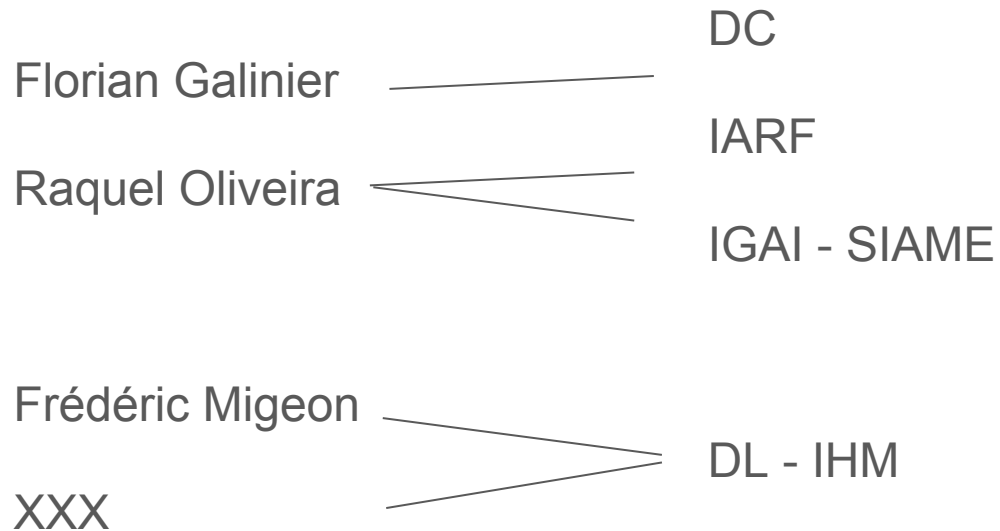 Florian Galinier
Raquel Oliveira
Frédéric Migeon
XXX
DC
IARF
IGAI - SIAME
DL - IHM